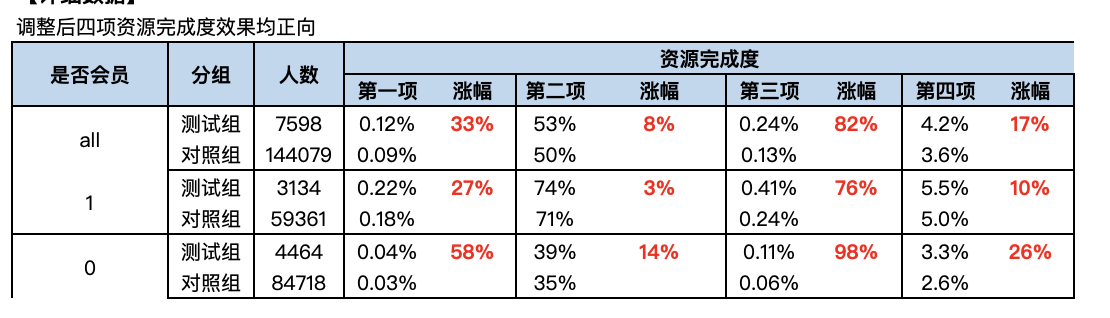 【详细数据】
调整后四项资源完成度效果均正向
是否会员 分组 人数 资源完成度
第一项 涨幅 第二项 涨幅 第三项 涨幅 第四项 涨幅
all 测试组 7598 0.12% 33% 53% 8% 0.24% 82% 4.2% 17%
对照组 144079 0.09% 50% 0.13% 3.6%
1 测试组 3134 0.22% 27% 74% 3% 0.41% 76% 5.5% 10%
对照组 59361 0.18% 71% 0.24% 5.0%
0 测试组 4464 0.04% 58% 39% 14% 0.11% 98% 3.3% 26%
对照组 84718 0.03% 35% 0.06% 2.6%